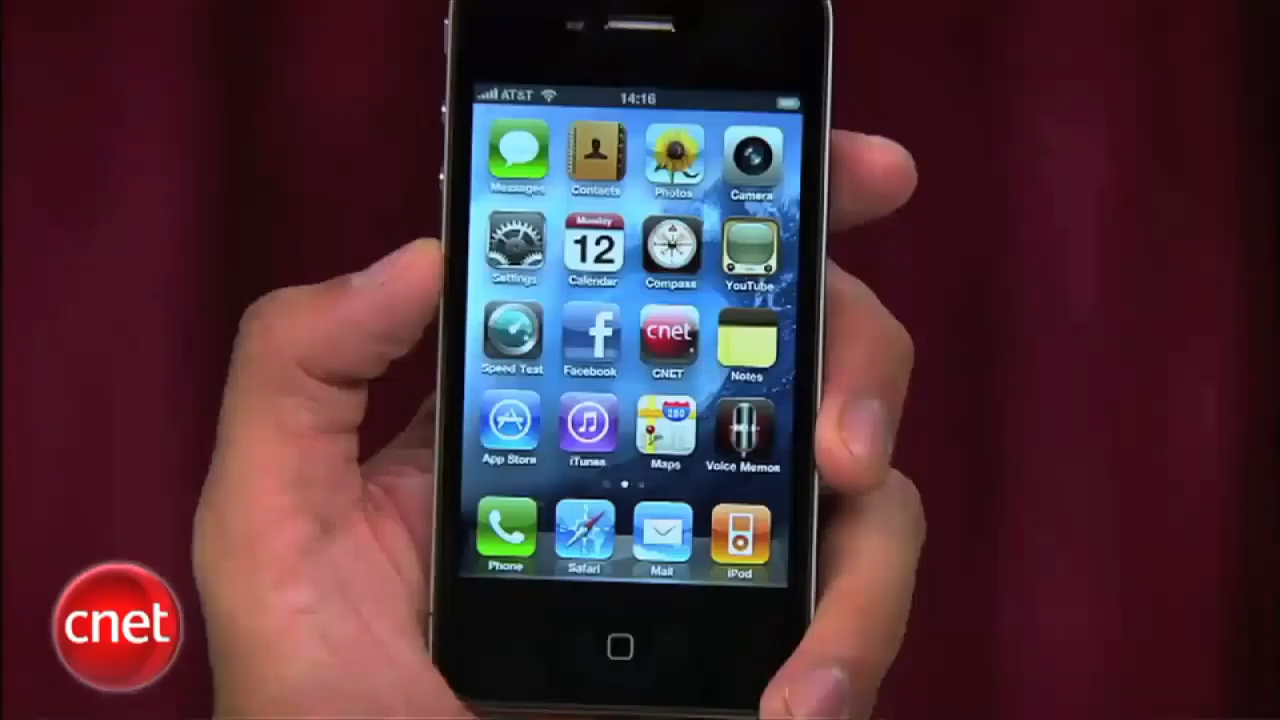 AT&T 14:16
Messages Contacts Photos Camera
Monday
12
Settings Calendar Compass YouTube
f cnet
Speed Test Facebook CNET Notes
280
App Store iTunes Maps Voice Memos
Phone Safari Mail iPod
cnet